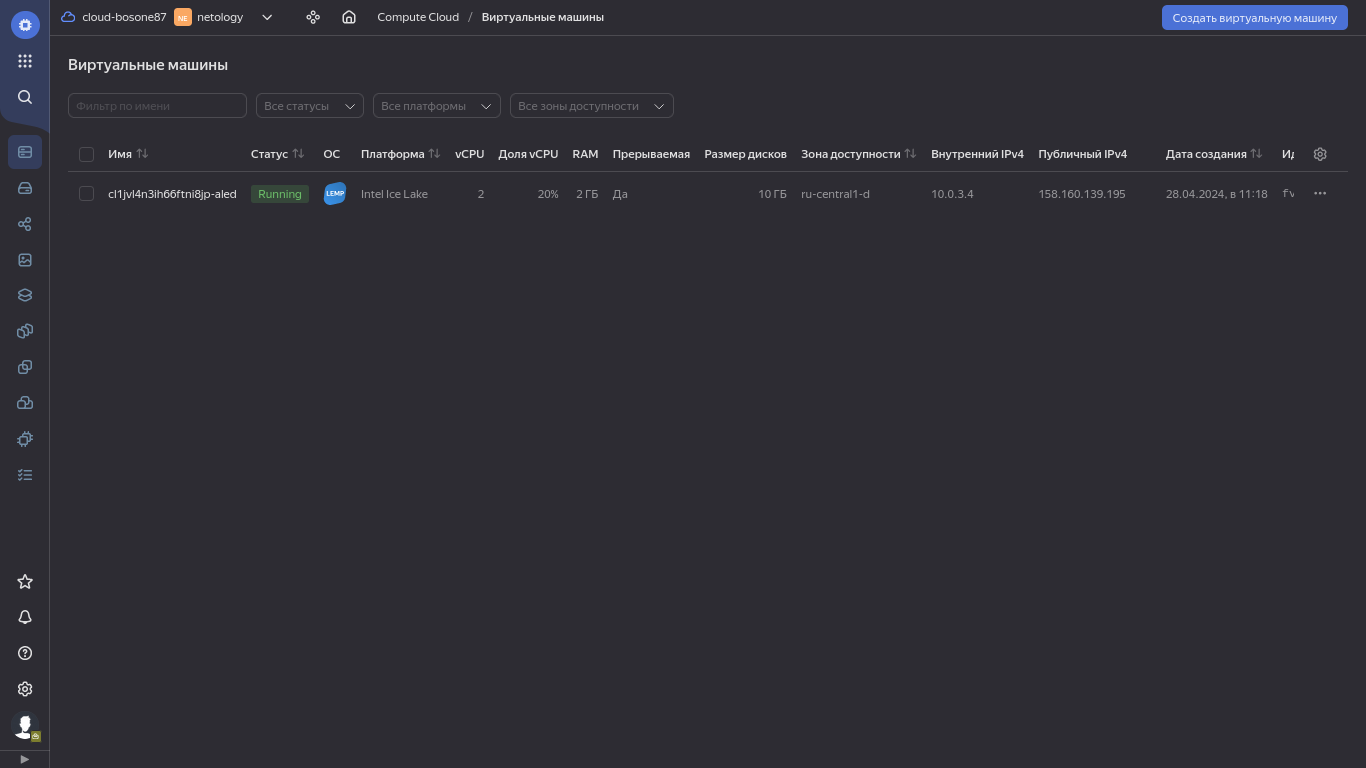 cloud-bosone87 NE netology Compute Cloud / Виртуальные машины Создать виртуальную машину
Виртуальные машины
Фильтр по имени Все статусы Все платформы Все зоны доступности
Имя Статус ОС Платформа vCPU Доля vCPU RAM Прерываемая Размер дисков Зона доступности Внутренний IPv4 Публичный IPv4 Дата создания
cl1jvl4n3ih66ftni8jp-aled Running LEMP Intel Ice Lake 2 20% 2 ГБ Да 10 ГБ ru-central1-d 10.0.3.4 158.160.139.195 28.04.2024, в 11:18